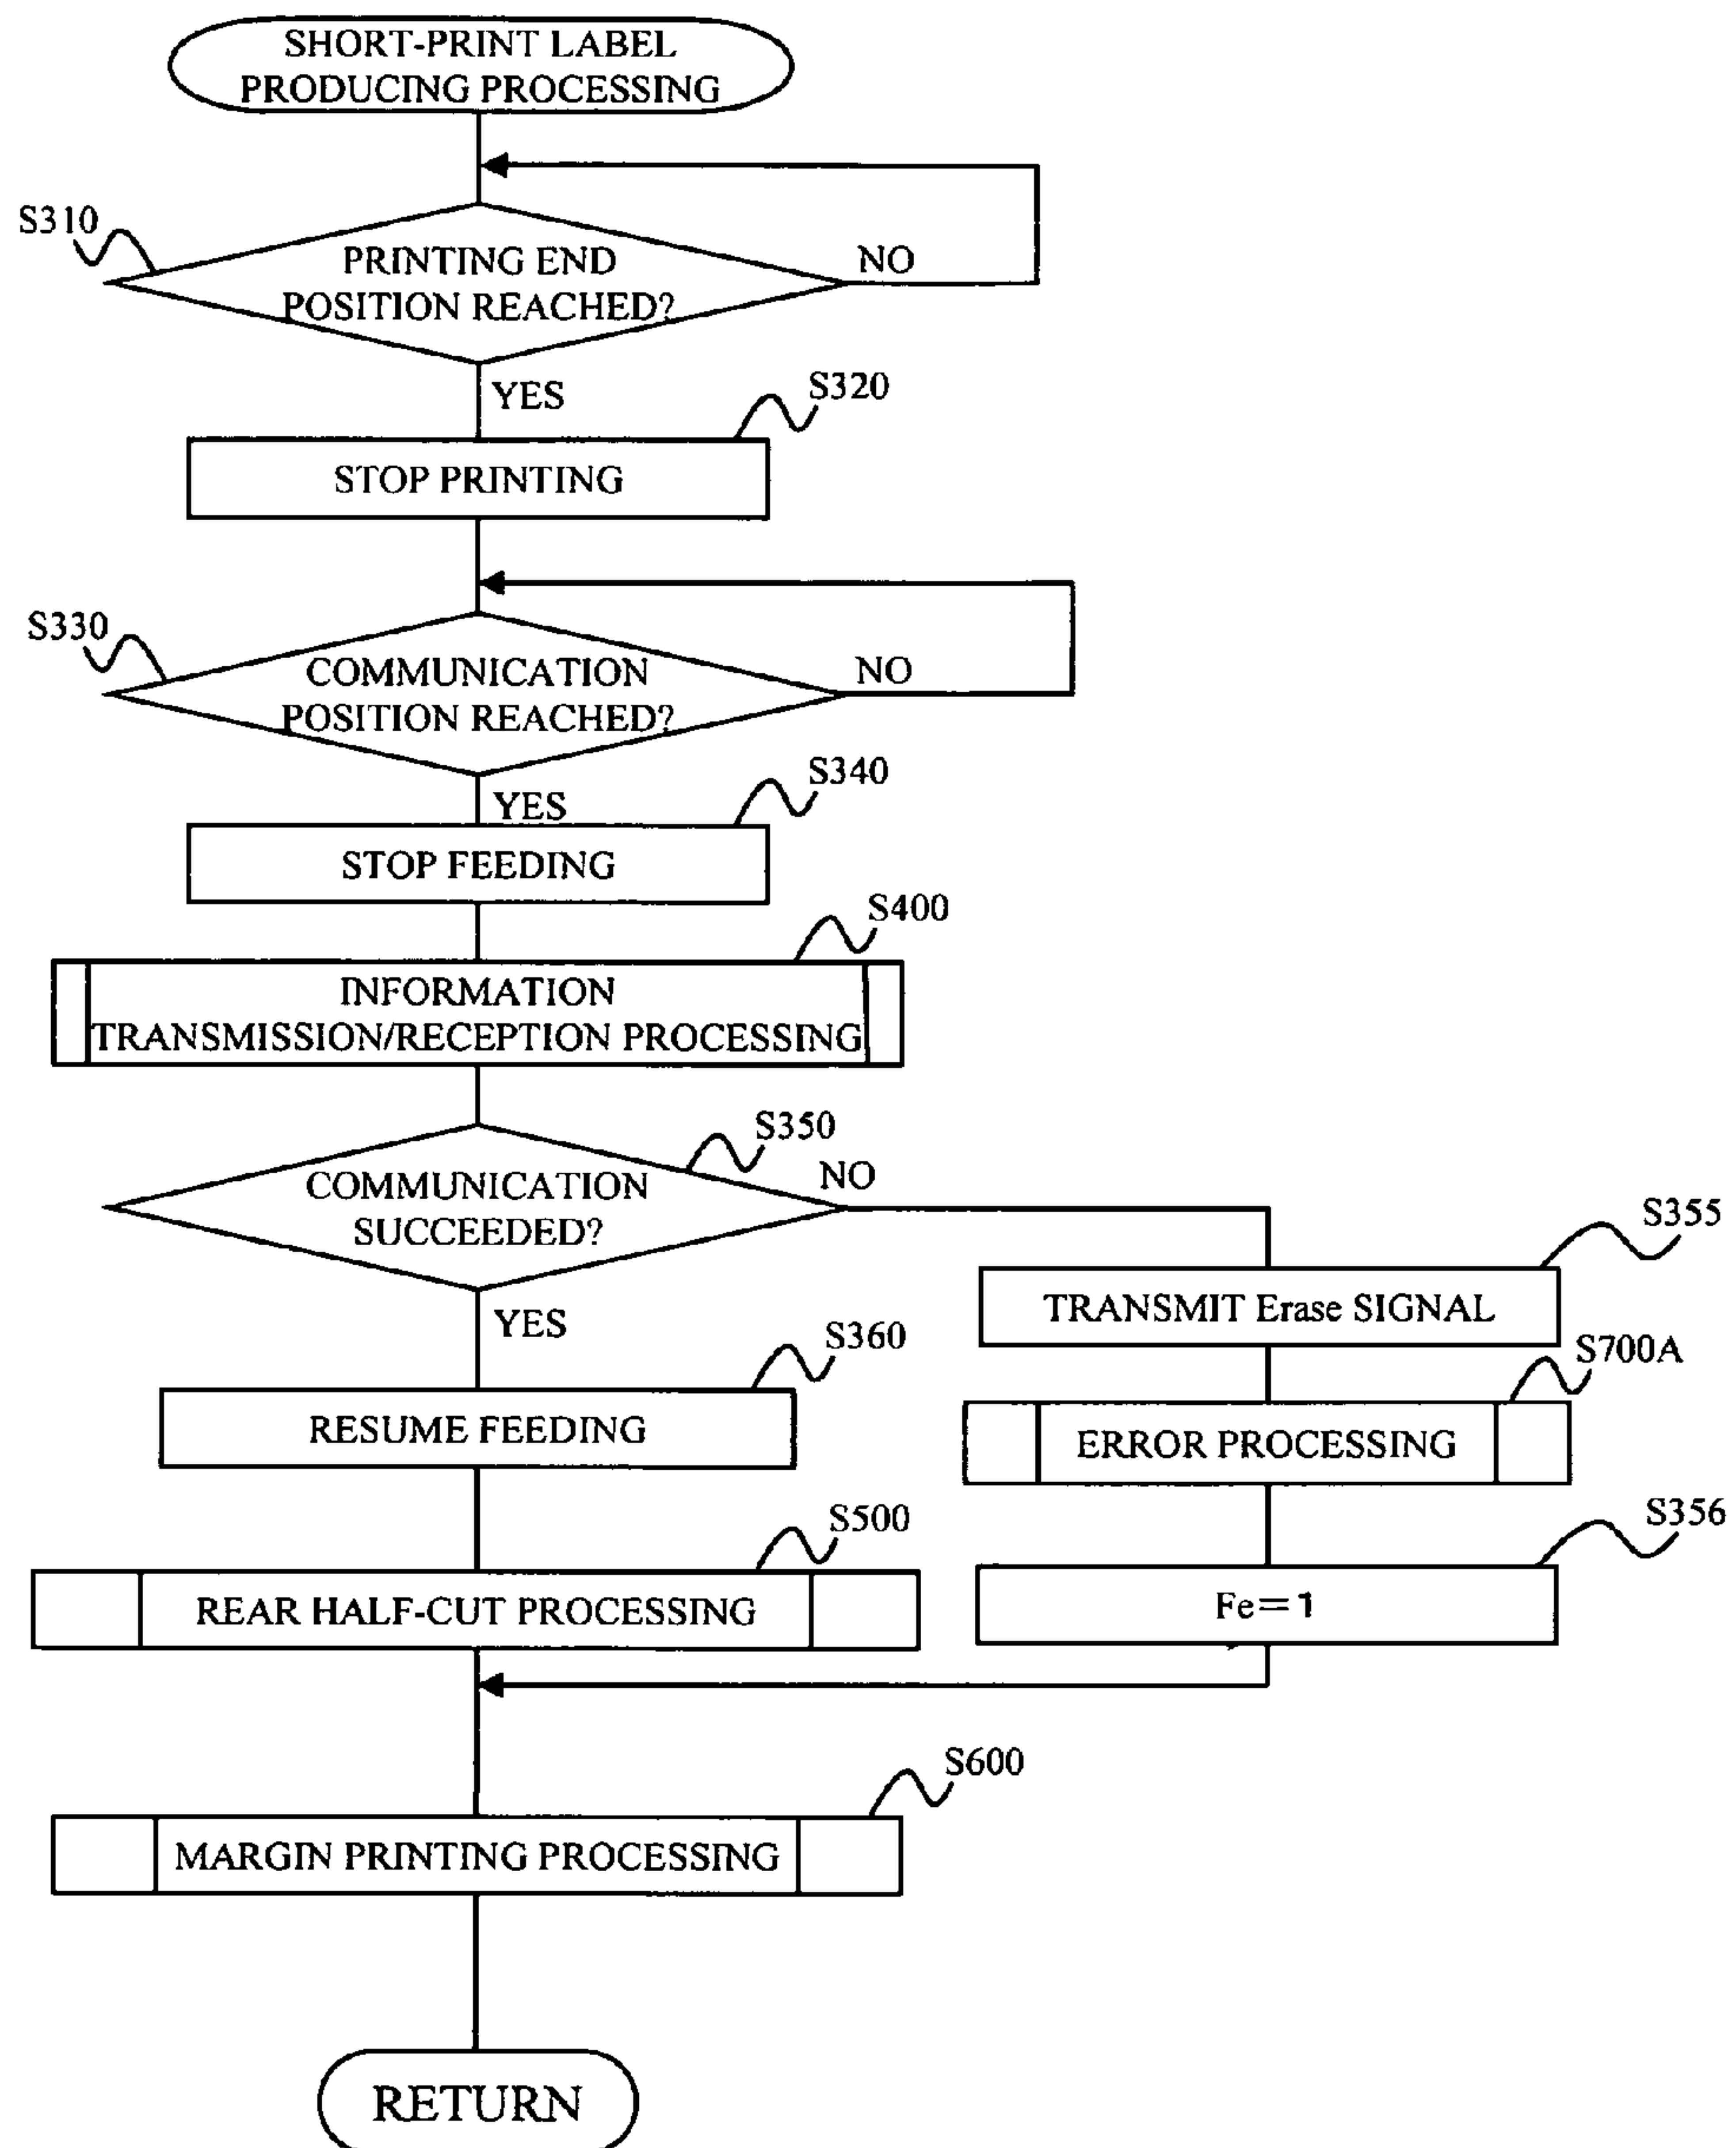 SHORT-PRINT LABEL
PRODUCING PROCESSING
S310
PRINTING END
POSITION REACHED?
NO
YES
S320
STOP PRINTING
S330
COMMUNICATION
POSITION REACHED?
NO
YES
S340
STOP FEEDING
S400
INFORMATION
TRANSMISSION/RECEPTION PROCESSING
S350
COMMUNICATION
SUCCEEDED?
NO
YES
S355
TRANSMIT Erase SIGNAL
S360
RESUME FEEDING
S700A
ERROR PROCESSING
S500
REAR HALF-CUT PROCESSING
S356
Fe=1
S600
MARGIN PRINTING PROCESSING
RETURN